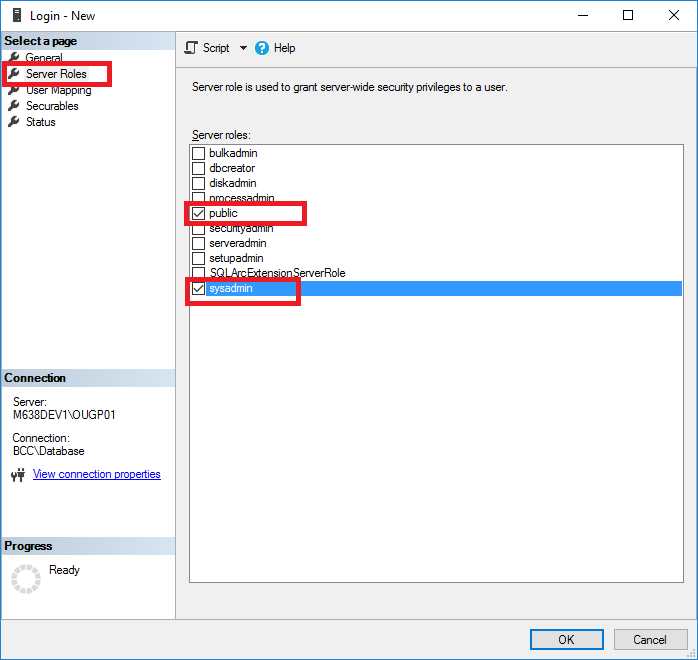 Login - New
Select a page
General
Server Roles
User Mapping
Securables
Status
Script
Help
Server role is used to grant server-wide security privileges to a user.
Server roles:
bulkadmin
dbcreator
diskadmin
processadmin
public
securityadmin
serveradmin
setupadmin
SQLArcExtensionServerRole
sysadmin
Connection
Server:
M638DEV1\OUGP01
Connection:
BCC\Database
View connection properties
Progress
Ready
OK
Cancel